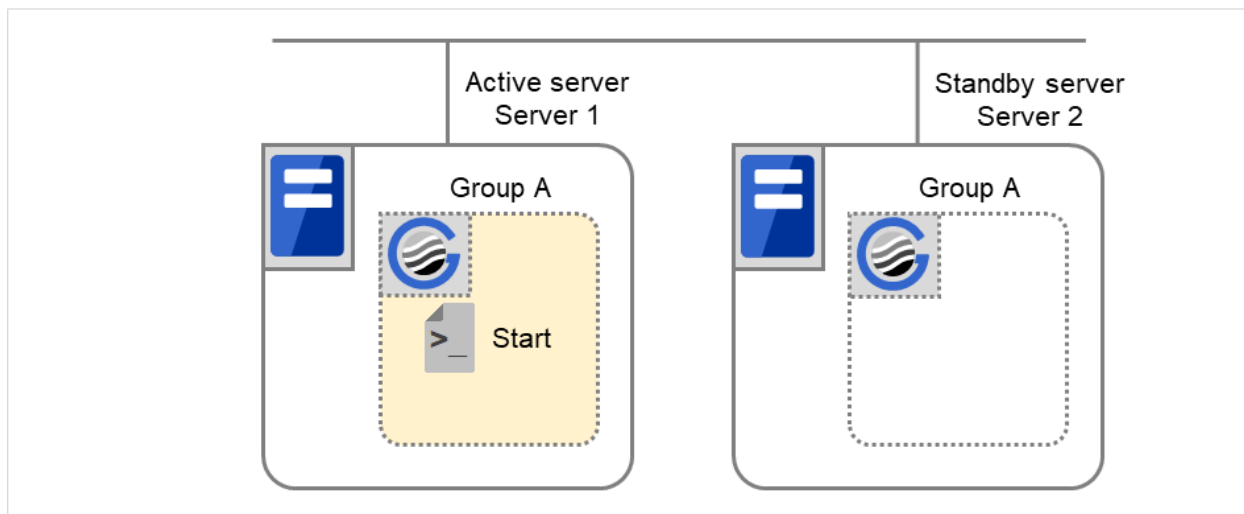 Active server
Server 1
Standby server
Server 2
Group A
Group A
>_ Start